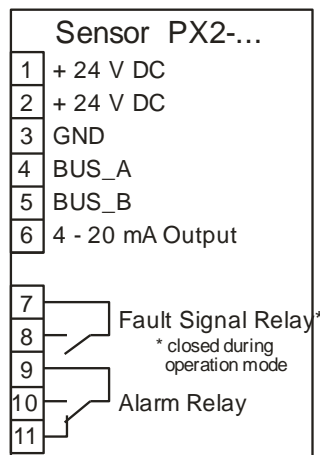 Sensor PX2-...
1 + 24 V DC
2 + 24 V DC
3 GND
4 BUS_A
5 BUS_B
6 4 - 20 mA Output
7
Fault Signal Relay*
8
* closed during
operation mode
9
10 Alarm Relay
11